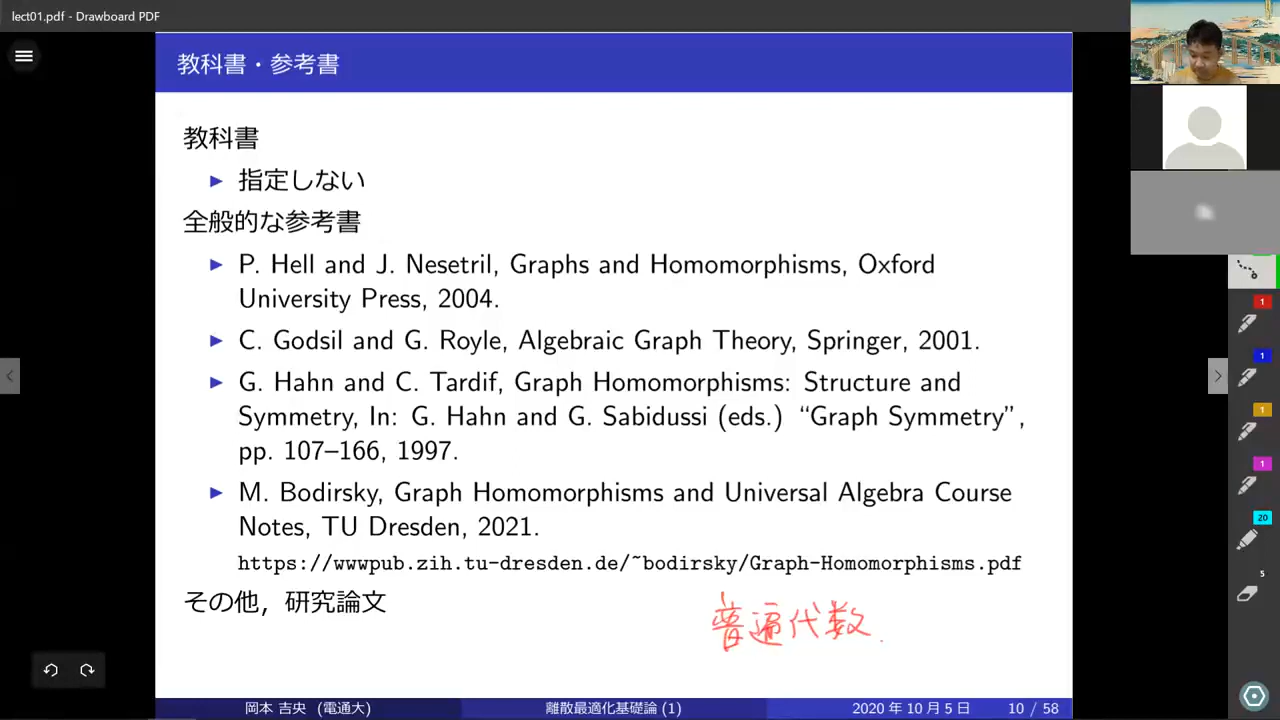 lect01.pdf - Drawboard PDF
教科書・参考書
教科書
▶ 指定しない
全般的な参考書
▶ P. Hell and J. Nesetril, Graphs and Homomorphisms, Oxford
University Press, 2004.
▶ C. Godsil and G. Royle, Algebraic Graph Theory, Springer, 2001.
▶ G. Hahn and C. Tardif, Graph Homomorphisms: Structure and
Symmetry, In: G. Hahn and G. Sabidussi (eds.) “Graph Symmetry”,
pp. 107–166, 1997.
▶ M. Bodirsky, Graph Homomorphisms and Universal Algebra Course
Notes, TU Dresden, 2021.
https://wwwpub.zih.tu-dresden.de/~bodirsky/Graph-Homomorphisms.pdf
その他，研究論文
普遍代数.
岡本 吉央 (電通大)
離散最適化基礎論 (1)
2020 年 10 月 5 日
10 / 58
1
1
1
1
20
5